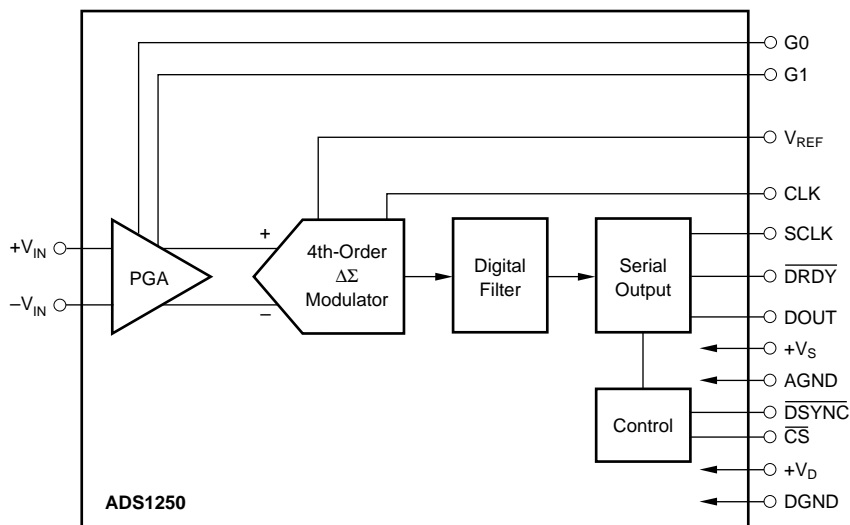 G0
G1
VREF
CLK
+VIN
−VIN
PGA
+
−
4th-Order
ΔΣ
Modulator
Digital
Filter
Serial
Output
SCLK
DRDY
DOUT
+VS
AGND
Control
DSYNC
CS
+VD
DGND
ADS1250